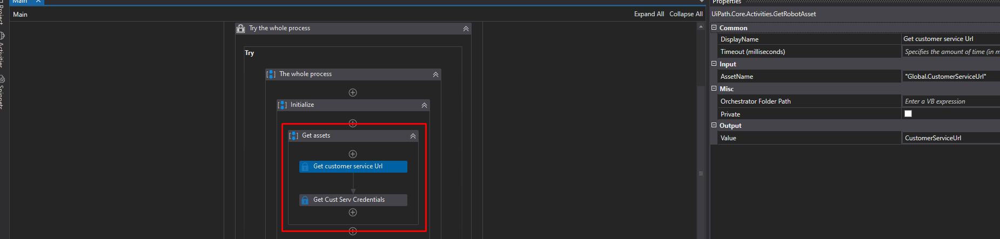 Main
Properties
Main
Expand All Collapse All
UiPath.Core.Activities.GetRobotAsset
Project
Activities
Snippets
Try the whole process
Try
The whole process
Initialize
Get assets
Get customer service Url
Get Cust Serv Credentials
Common
DisplayName Get customer service Url
Timeout (milliseconds) Specifies the amount of time (in m
Input
AssetName "Global.CustomerServiceUrl"
Misc
Orchestrator Folder Path Enter a VB expression
Private
Output
Value CustomerServiceUrl